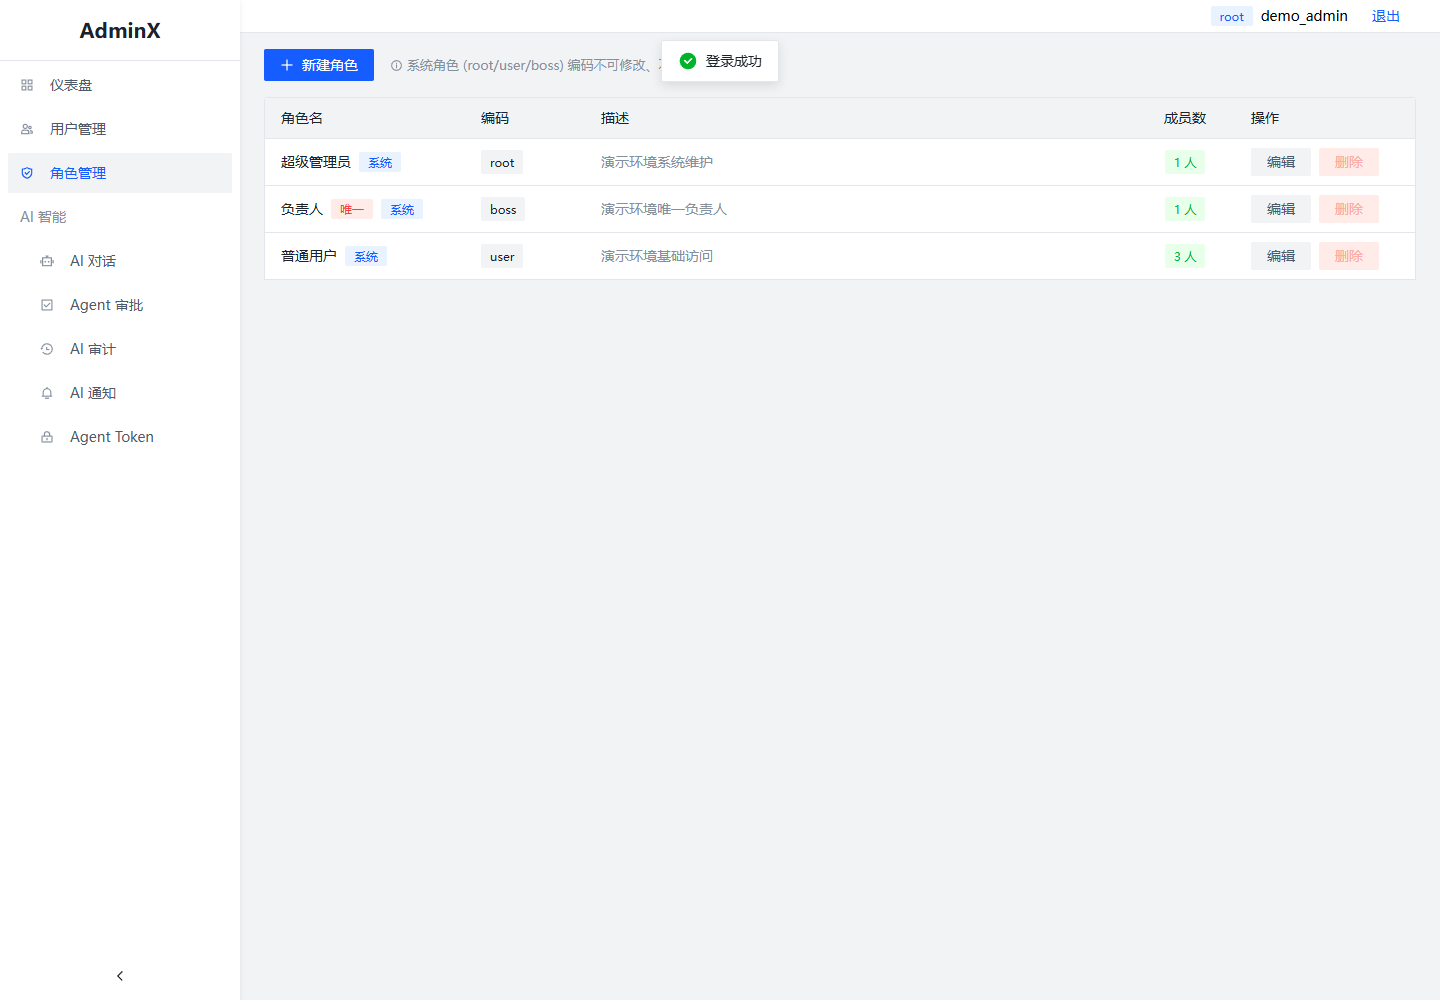 AdminX
root demo_admin 退出
仪表盘
用户管理
角色管理
AI 智能
AI 对话
Agent 审批
AI 审计
AI 通知
Agent Token
新建角色
系统角色 (root/user/boss) 编码不可修改、
登录成功
角色名 编码 描述 成员数 操作
超级管理员 系统 root 演示环境系统维护 1 人 编辑 删除
负责人 唯一 系统 boss 演示环境唯一负责人 1 人 编辑 删除
普通用户 系统 user 演示环境基础访问 3 人 编辑 删除